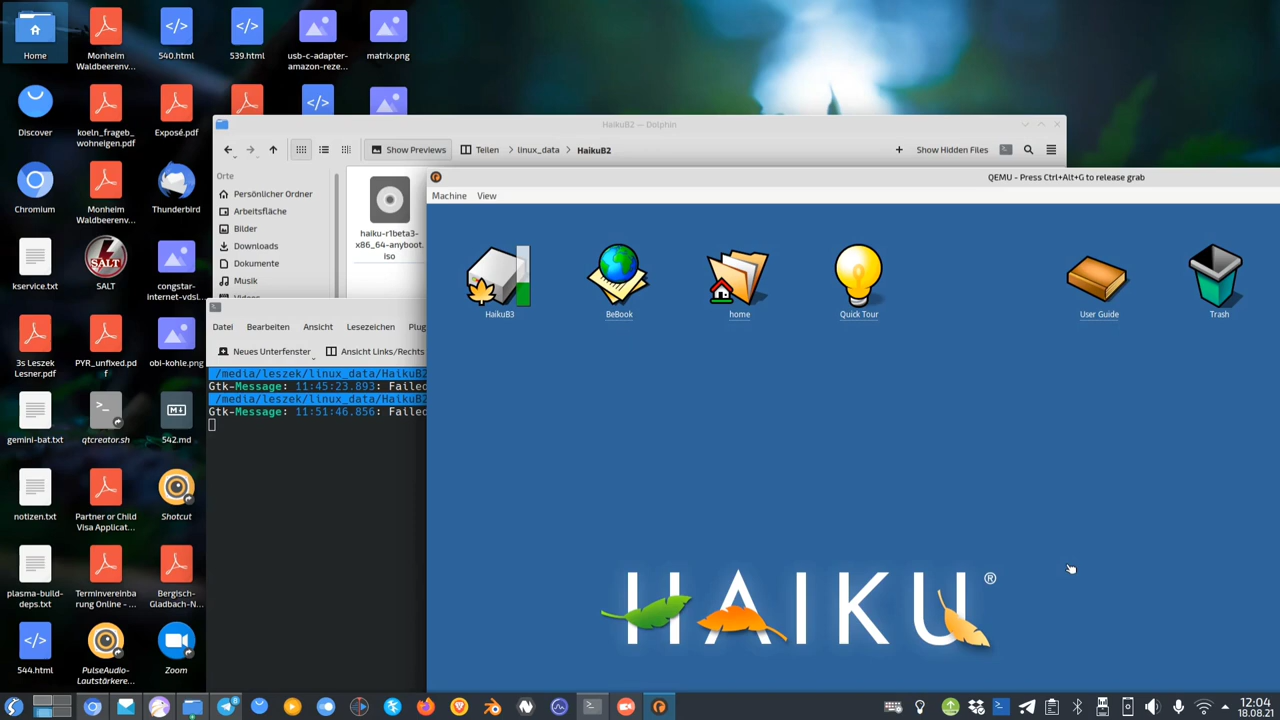 Home
Monheim
Waldbeerenv...
540.html
539.html
usb-c-adapter-
amazon-reze...
matrix.png
Discover
koeln_frageb_
wohneigen.pdf
Exposé.pdf
Chromium
Monheim
Waldbeerenv...
Thunderbird
kservice.txt
SALT
SALT
congstar-
internet-vdsl...
3s Leszek
Lesner.pdf
PYR_unfixed.pd
f
obi-kohle.png
gemini-bat.txt
qtcreator.sh
542.md
notizen.txt
Partner or Child
Visa Applicat...
Shotcut
plasma-build-
deps.txt
Terminvereinba
rung Online - ...
Bergisch-
Gladbach-N...
544.html
PulseAudio-
Lautstärkere...
Zoom
HaikuB2 — Dolphin
Show Previews
Teilen > linux_data > HaikuB2
Show Hidden Files
Orte
Persönlicher Ordner
Arbeitsfläche
Bilder
Downloads
Dokumente
Musik
haiku-r1beta3-
x86_64-anyboot.
iso
Datei Bearbeiten Ansicht Lesezeichen Plug
Neues Unterfenster Ansicht Links/Rechts
/media/leszek/linux_data/HaikuB2
Gtk-Message: 11:45:23.893: Failed
/media/leszek/linux_data/HaikuB2
Gtk-Message: 11:51:46.856: Failed
QEMU - Press Ctrl+Alt+G to release grab
Machine View
HaikuB3
BeBook
home
Quick Tour
User Guide
Trash
HAIKU®
12:04
18.08.21